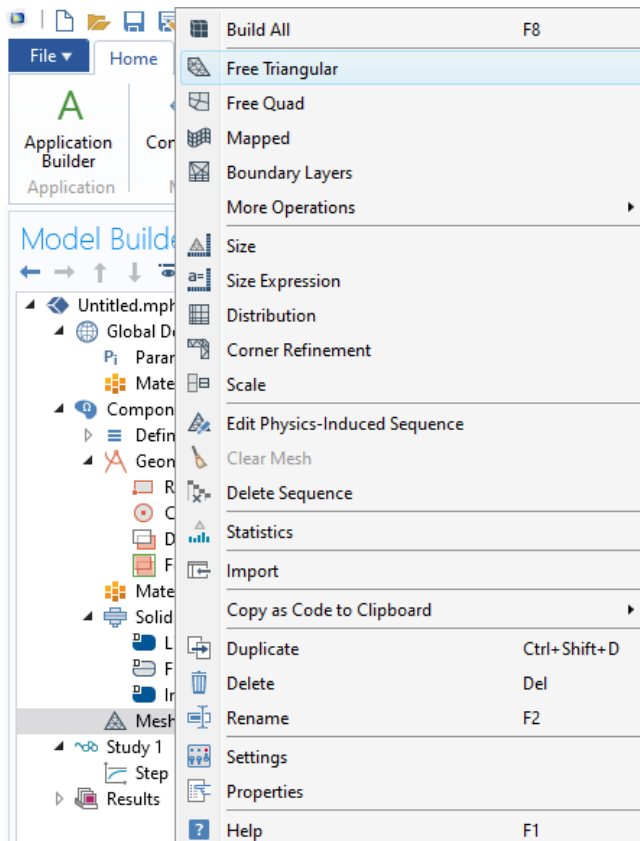 File
Home
Application
Builder
Application
Model Builde
Untitled.mph
Global De
Pi Parar
Mate
Compon
Defin
Geon
R
C
D
F
Mate
Solid
D L
D F
D Ir
Mesh
Study 1
Step
Results
Build All F8
Free Triangular
Free Quad
Mapped
Boundary Layers
More Operations
Size
a= Size Expression
Distribution
Corner Refinement
Scale
Edit Physics-Induced Sequence
Clear Mesh
Delete Sequence
Statistics
Import
Copy as Code to Clipboard
Duplicate Ctrl+Shift+D
Delete Del
Rename F2
Settings
Properties
? Help F1